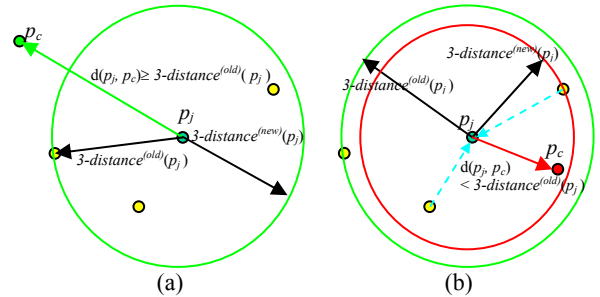 p_c
d(p_j, p_c) ≥ 3-distance^(old)(p_j)
p_j
3-distance^(new)(p_j)
3-distance^(old)(p_j)
(a)
3-distance^(new)(p_j)
3-distance^(old)(p_j)
p_j
p_c
d(p_j, p_c)
< 3-distance^(old)(p_j)
(b)